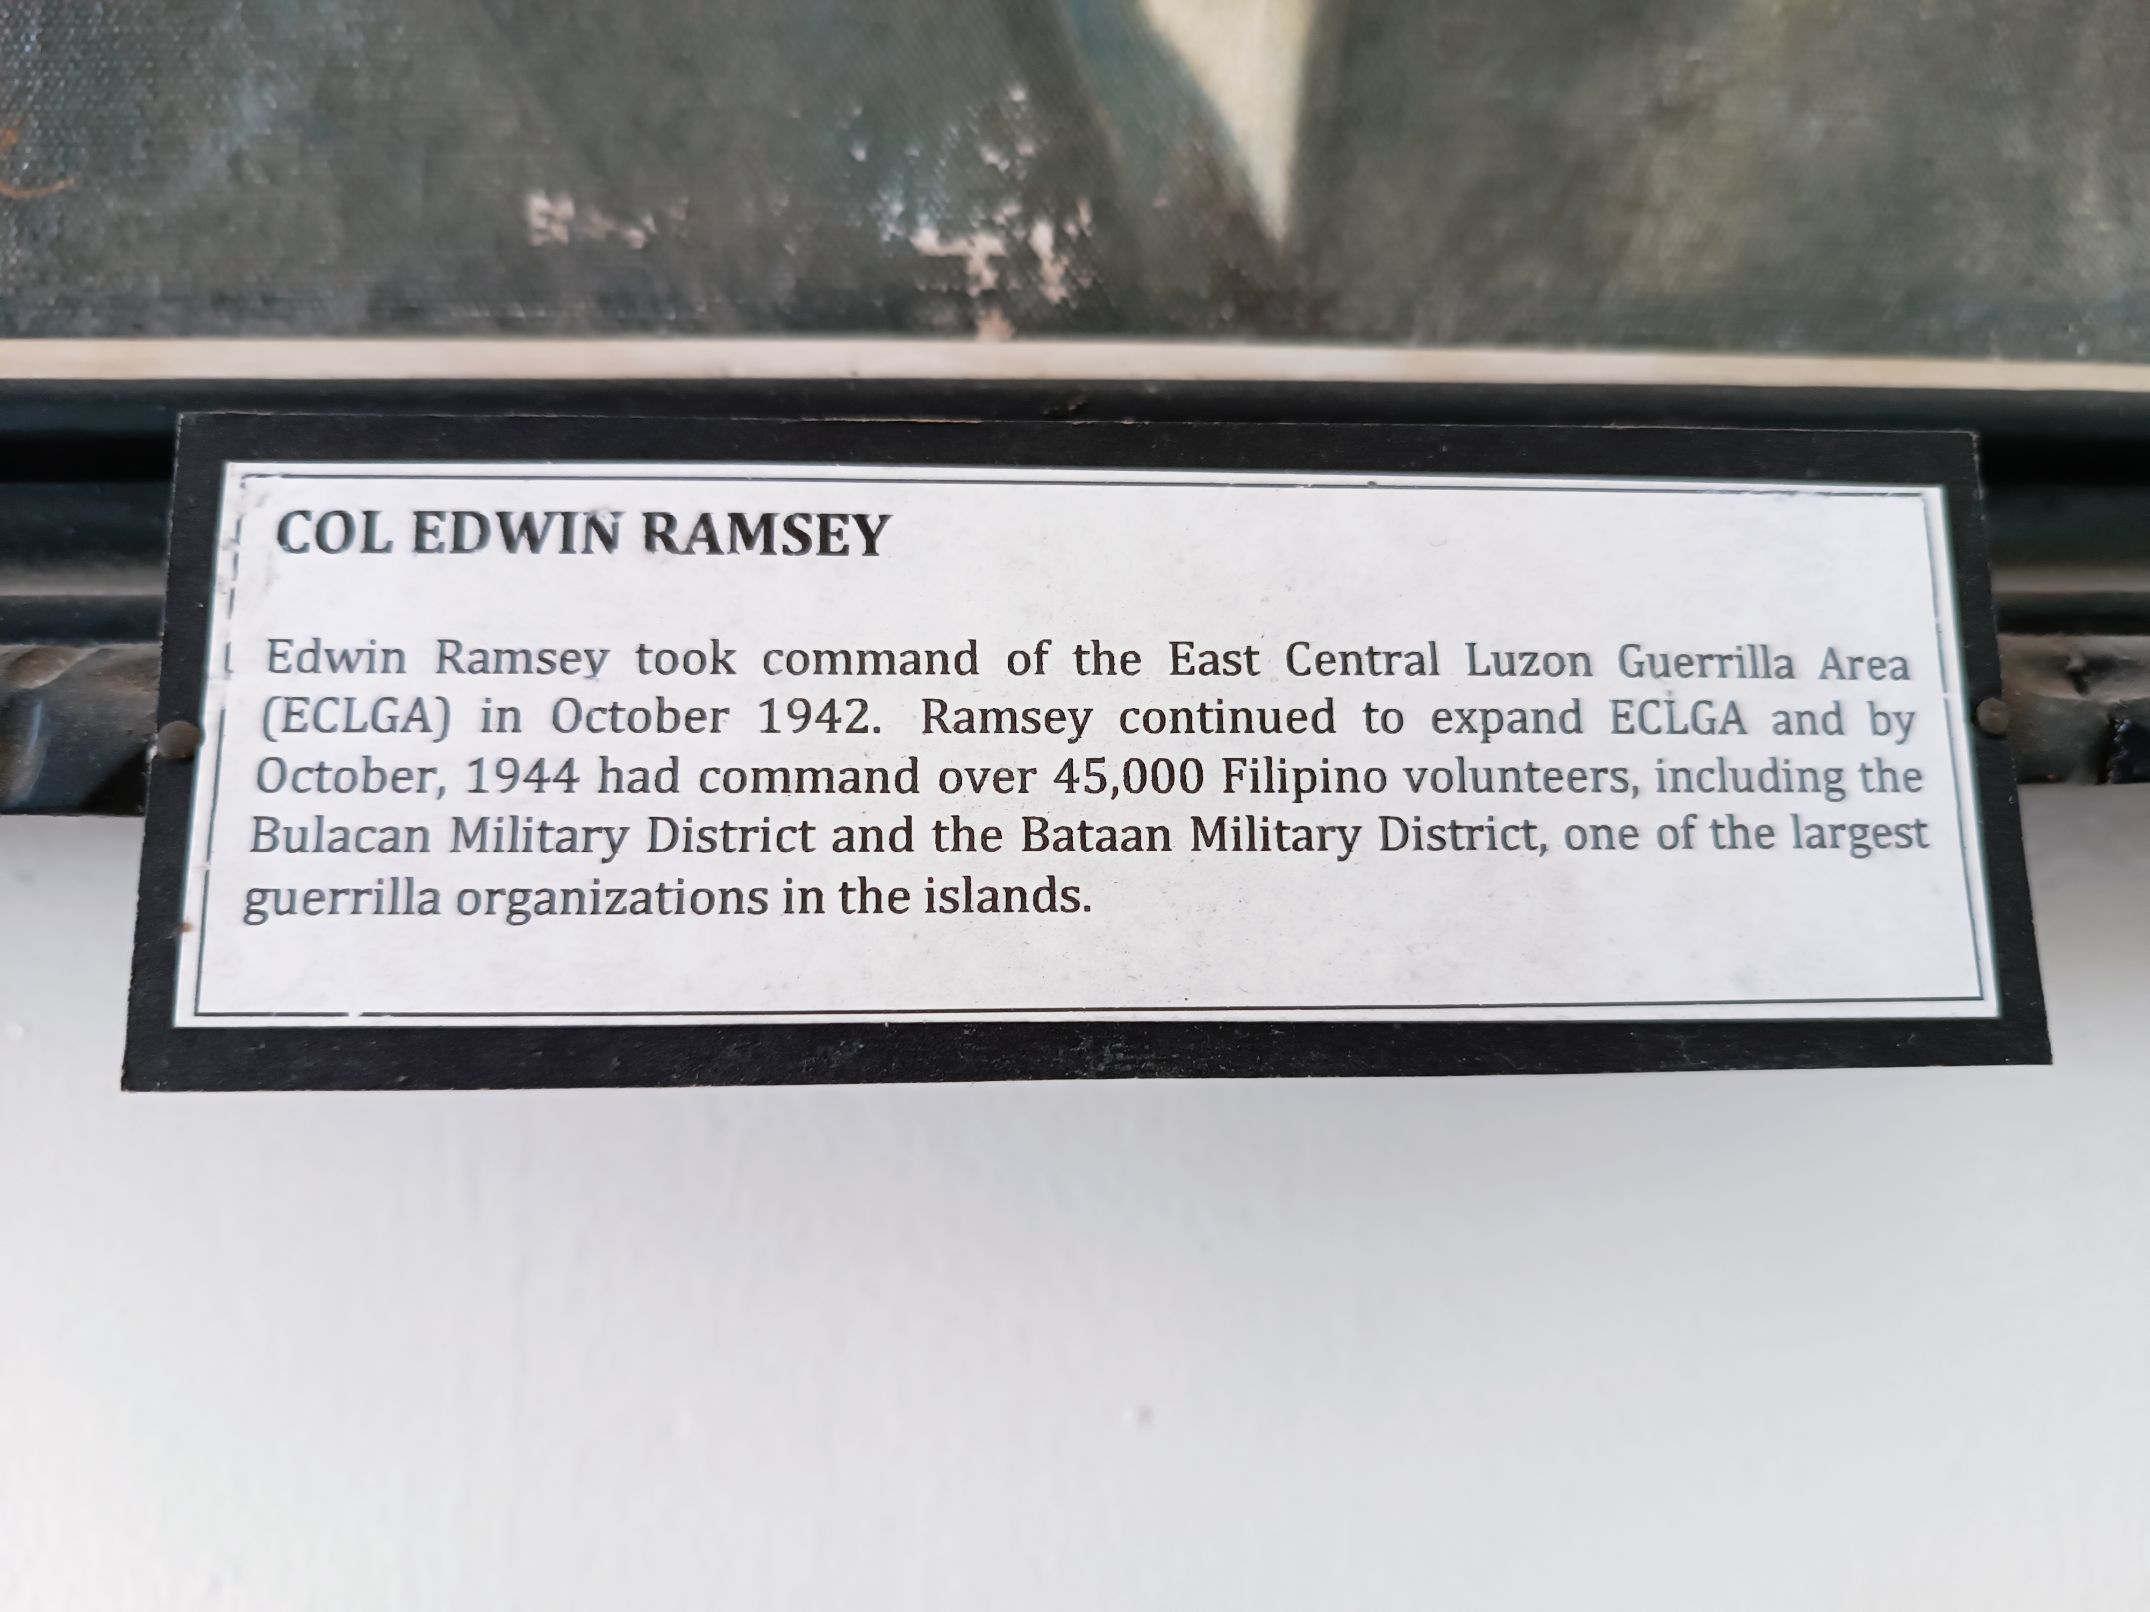 COL EDWIN RAMSEY
Edwin Ramsey took command of the East Central Luzon Guerrilla Area
(ECLGA) in October 1942. Ramsey continued to expand ECLGA and by
October, 1944 had command over 45,000 Filipino volunteers, including the
Bulacan Military District and the Bataan Military District, one of the largest
guerrilla organizations in the islands.